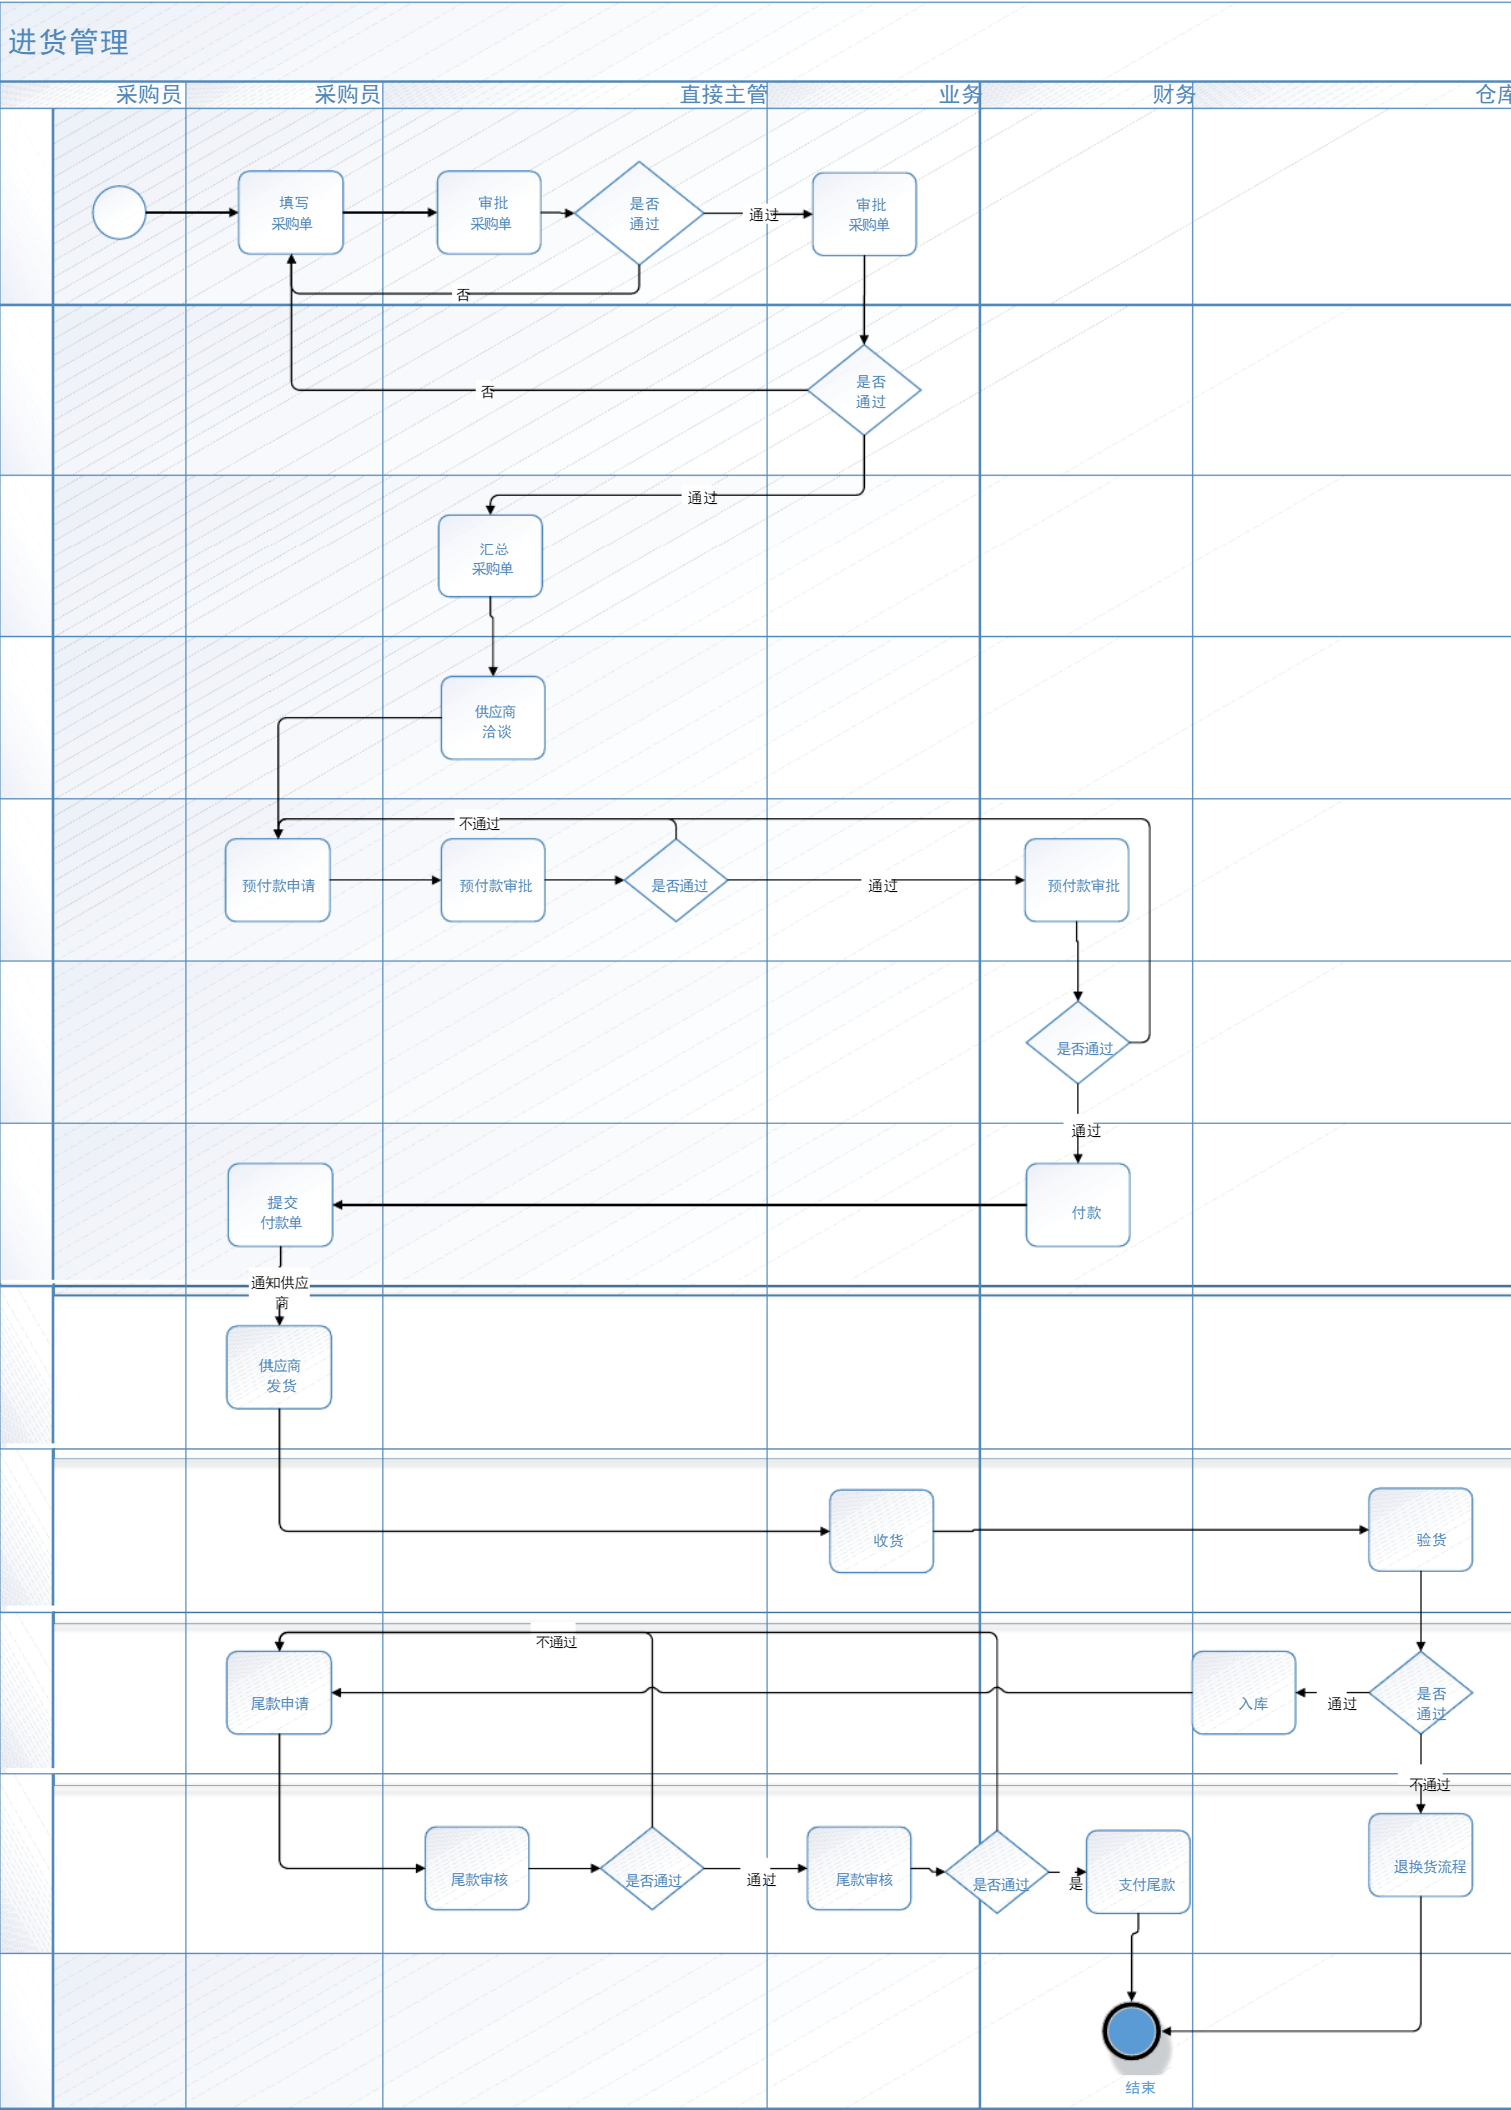 进货管理
采购员
采购员
直接主管
业务
财务
仓库
填写
采购单
审批
采购单
是否
通过
通过
审批
采购单
否
是否
通过
否
通过
汇总
采购单
供应商
洽谈
不通过
预付款申请
预付款审批
是否通过
通过
预付款审批
是否通过
通过
提交
付款单
付款
通知供应
商
供应商
发货
收货
验货
不通过
尾款申请
入库
通过
是否
通过
不通过
尾款审核
是否通过
通过
尾款审核
是否通过
是
支付尾款
退换货流程
结束